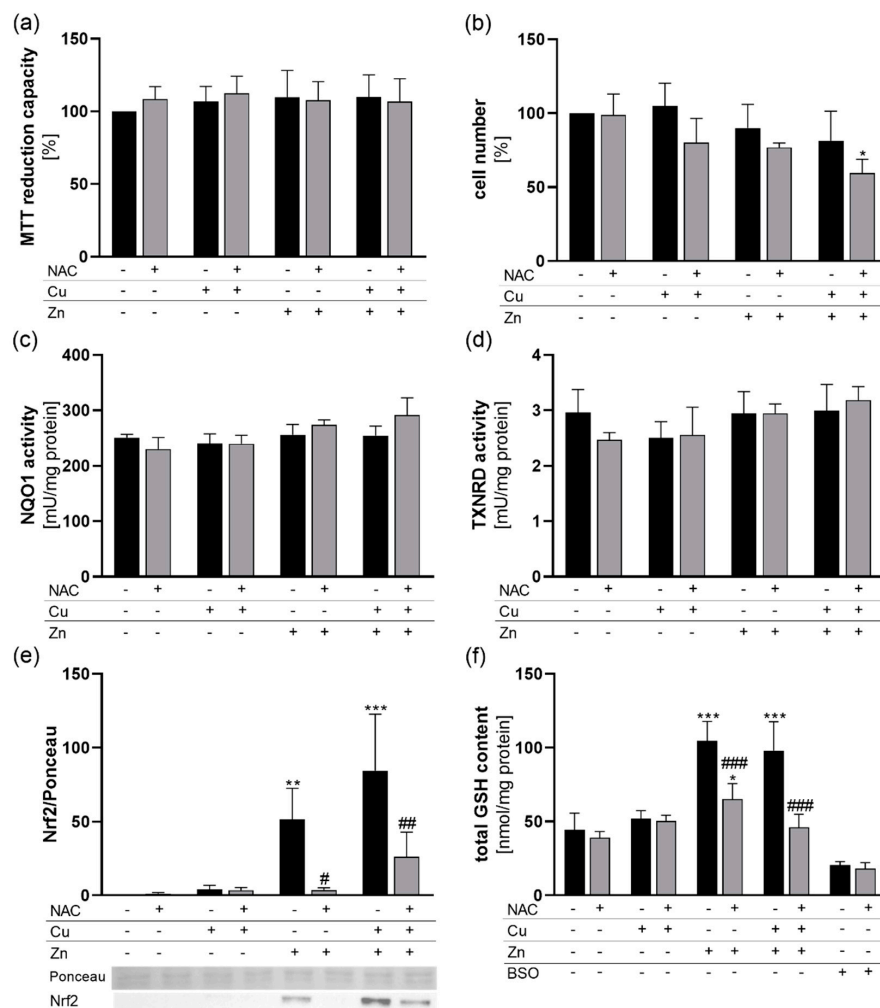 (a)
MTT reduction capacity
[%]
150
100
50
0
NAC - + - + - + - +
Cu - - + + - - + +
Zn - - - - + + + +
(b)
cell number
[%]
150
100
50
0
*
NAC - + - + - + - +
Cu - - + + - - + +
Zn - - - - + + + +
(c)
NQO1 activity
[mU/mg protein]
400
300
200
100
0
NAC - + - + - + - +
Cu - - + + - - + +
Zn - - - - + + + +
(d)
TXNRD activity
[mU/mg protein]
4
3
2
1
0
NAC - + - + - + - +
Cu - - + + - - + +
Zn - - - - + + + +
(e)
Nrf2/Ponceau
150
100
50
0
** # *** ##
NAC - + - + - + - +
Cu - - + + - - + +
Zn - - - - + + + +
Ponceau
Nrf2
(f)
total GSH content
[nmol/mg protein]
150
100
50
0
*** ###
* *** ###
NAC - + - + - + - + - +
Cu - - + + - - + + - -
Zn - - - - + + + + - -
BSO - - - - - - - - + +